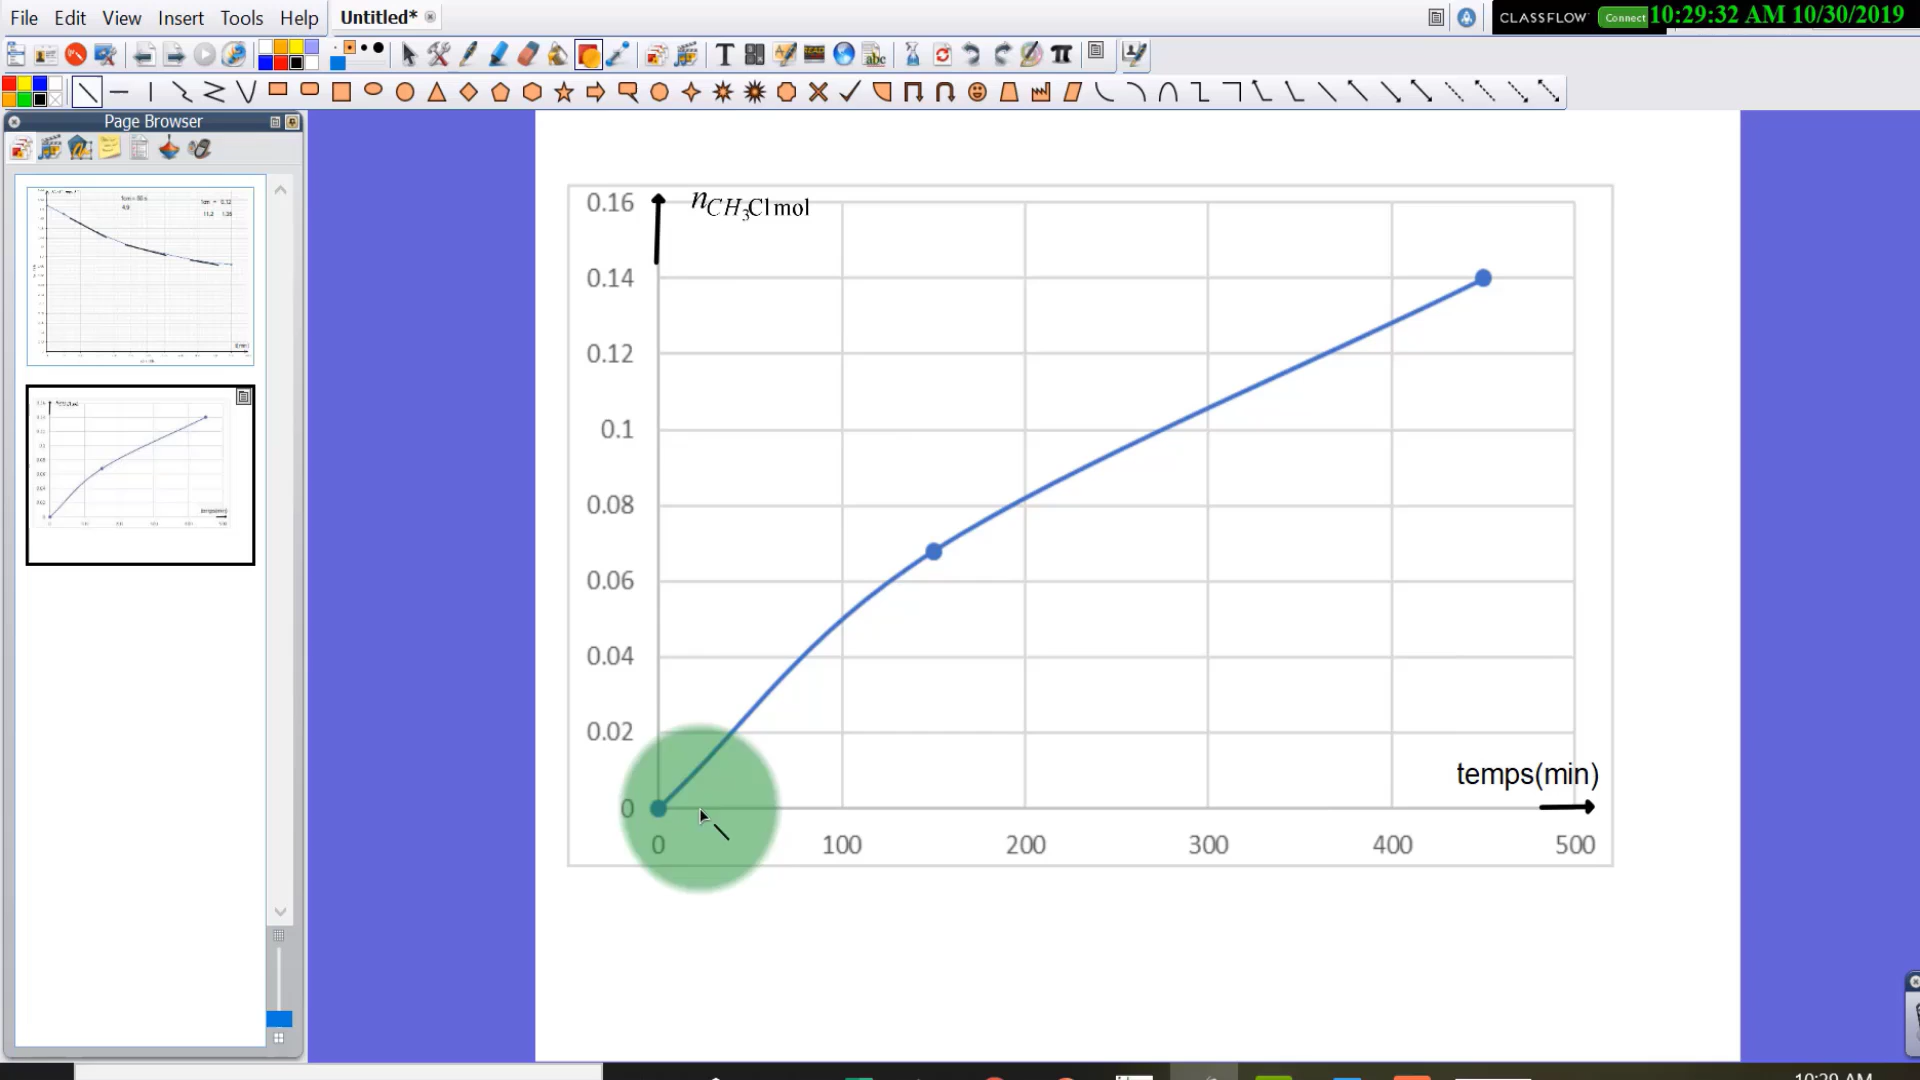 File Edit View Insert Tools Help Untitled*
CLASSFLOW Connect 10:29:32 AM 10/30/2019
Page Browser
n_{CH_3Cl} mol
0.16
0.14
0.12
0.1
0.08
0.06
0.04
0.02
0
temps(min)
0 100 200 300 400 500